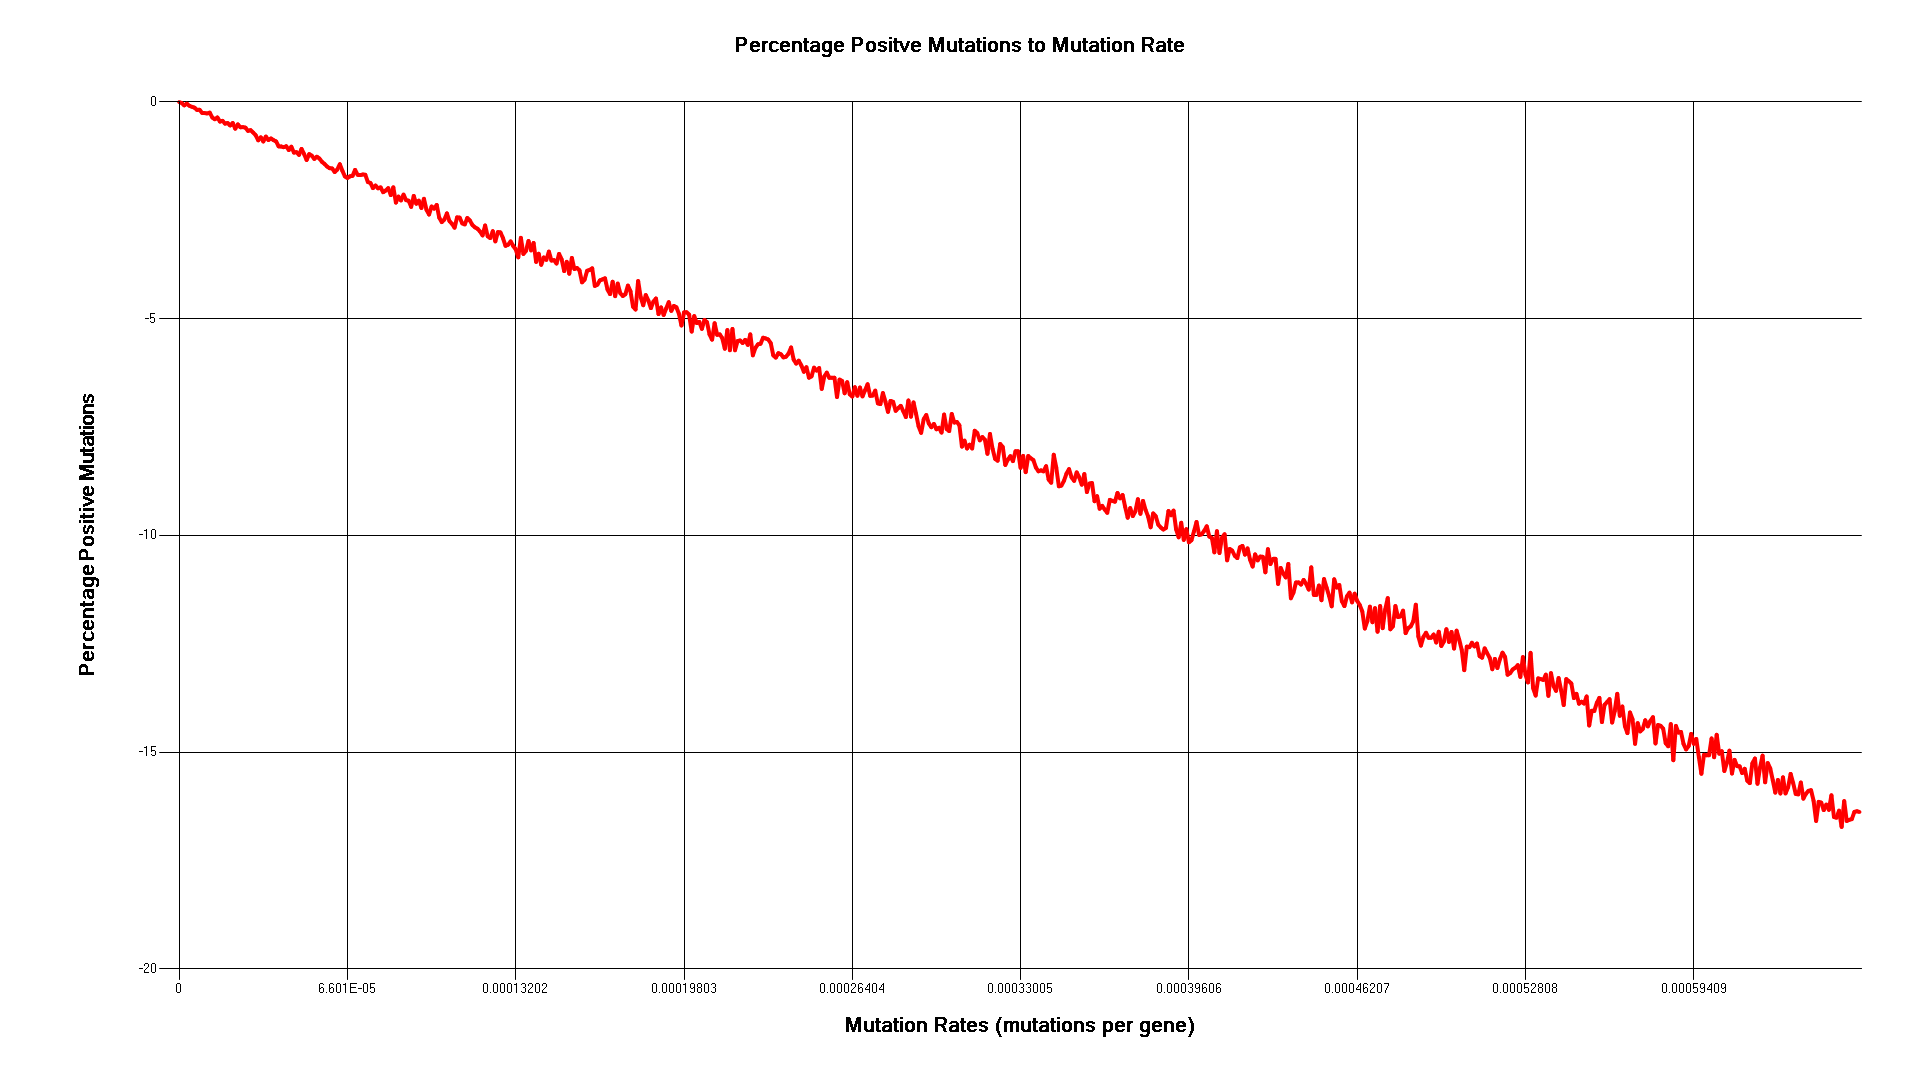 Percentage Positve Mutations to Mutation Rate
0
-5
-10
-15
-20
Percentage Positive Mutations
0 6.601E-05 0.00013202 0.00019803 0.00026404 0.00033005 0.00039606 0.00046207 0.00052808 0.00059409
Mutation Rates (mutations per gene)